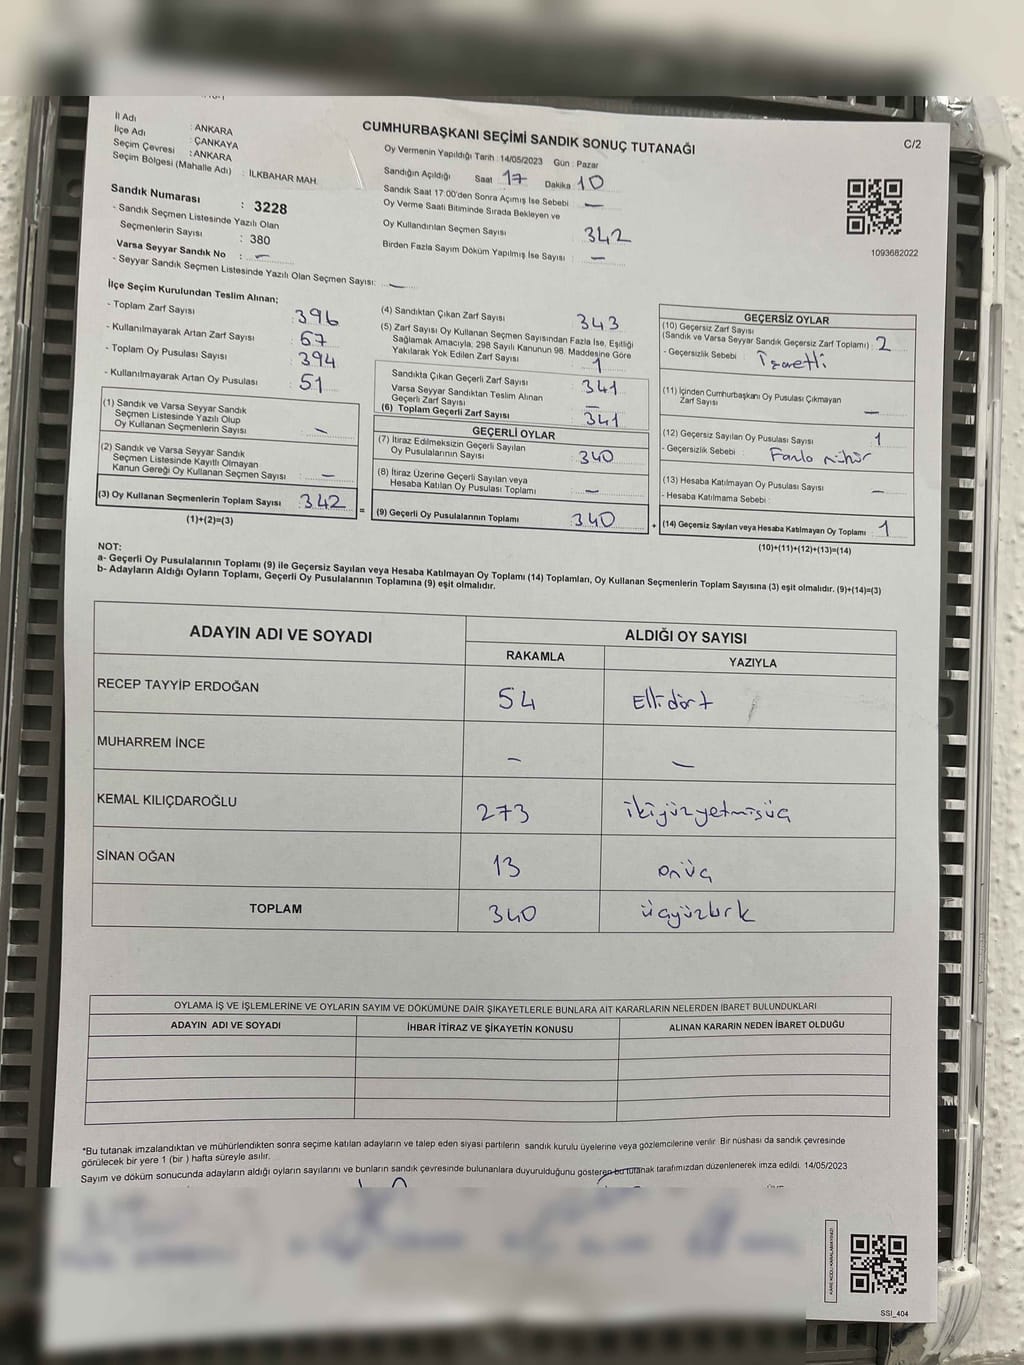 CUMHURBAŞKANI SEÇİMİ SANDIK SONUÇ TUTANAĞI
C/2
İl Adı : ANKARA
İlçe Adı : ÇANKAYA
Seçim Çevresi : ANKARA
Seçim Bölgesi (Mahalle Adı) : İLKBAHAR MAH.
Sandık Numarası : 3228
- Sandık Seçmen Listesinde Yazılı Olan
Seçmenlerin Sayısı : 380
Varsa Seyyar Sandık No : –
- Seyyar Sandık Seçmen Listesinde Yazılı Olan Seçmen Sayısı: –
Oy Vermenin Yapıldığı Tarih : 14/05/2023 Gün : Pazar
Sandığın Açıldığı Saat 17 Dakika 10
Sandık Saat 17:00'den Sonra Açımış İse Sebebi –
Oy Verme Saati Bitiminde Sırada Bekleyen ve
Oy Kullandırılan Seçmen Sayısı 342
Birden Fazla Sayım Döküm Yapılmış İse Sayısı : –
1093682022
İlçe Seçim Kurulundan Teslim Alınan;
- Toplam Zarf Sayısı : 396
- Kullanılmayarak Artan Zarf Sayısı : 67
- Toplam Oy Pusulası Sayısı : 394
- Kullanılmayarak Artan Oy Pusulası : 51
(1) Sandık ve Varsa Seyyar Sandık
Seçmen Listesinde Yazılı Olup
Oy Kullanan Seçmenlerin Sayısı : –
(2) Sandık ve Varsa Seyyar Sandık
Seçmen Listesinde Kayıtlı Olmayan
Kanun Gereği Oy Kullanan Seçmen Sayısı : –
(3) Oy Kullanan Seçmenlerin Toplam Sayısı : 342 =
(1)+(2)=(3)
(4) Sandıktan Çıkan Zarf Sayısı : 343
(5) Zarf Sayısı Oy Kullanan Seçmen Sayısından Fazla İse, Eşitliği
Sağlamak Amacıyla, 298 Sayılı Kanunun 98. Maddesine Göre
Yakılarak Yok Edilen Zarf Sayısı : 1
Sandıkta Çıkan Geçerli Zarf Sayısı : 341
Varsa Seyyar Sandıktan Teslim Alınan
Geçerli Zarf Sayısı : –
(6) Toplam Geçerli Zarf Sayısı : 341
GEÇERLİ OYLAR
(7) İtiraz Edilmeksizin Geçerli Sayılan
Oy Pusulalarının Sayısı : 340
(8) İtiraz Üzerine Geçerli Sayılan veya
Hesaba Katılan Oy Pusulası Toplamı : –
(9) Geçerli Oy Pusulalarının Toplamı : 340 +
GEÇERSİZ OYLAR
(10) Geçersiz Zarf Sayısı
(Sandık ve Varsa Seyyar Sandık Geçersiz Zarf Toplamı) : 2
- Geçersizlik Sebebi : İşaretli
(11) İçinden Cumhurbaşkanı Oy Pusulası Çıkmayan
Zarf Sayısı : –
(12) Geçersiz Sayılan Oy Pusulası Sayısı : 1
- Geçersizlik Sebebi : Fazla mühür
(13) Hesaba Katılmayan Oy Pusulası Sayısı : –
- Hesaba Katılmama Sebebi :
(14) Geçersiz Sayılan veya Hesaba Katılmayan Oy Toplamı : 1
(10)+(11)+(12)+(13)=(14)
NOT:
a- Geçerli Oy Pusulalarının Toplamı (9) ile Geçersiz Sayılan veya Hesaba Katılmayan Oy Toplamı (14) Toplamları, Oy Kullanan Seçmenlerin Toplam Sayısına (3) eşit olmalıdır. (9)+(14)=(3)
b- Adayların Aldığı Oyların Toplamı, Geçerli Oy Pusulalarının Toplamına (9) eşit olmalıdır.
ADAYIN ADI VE SOYADI ALDIĞI OY SAYISI
RAKAMLA YAZIYLA
RECEP TAYYİP ERDOĞAN 54 Ellidört
MUHARREM İNCE – –
KEMAL KILIÇDAROĞLU 273 ikiyüzyetmişüç
SİNAN OĞAN 13 onüç
TOPLAM 340 üçyüzkırk
OYLAMA İŞ VE İŞLEMLERİNE VE OYLARIN SAYIM VE DÖKÜMÜNE DAİR ŞİKAYETLERLE BUNLARA AİT KARARLARIN NELERDEN İBARET BULUNDUKLARI
ADAYIN ADI VE SOYADI İHBAR İTİRAZ VE ŞİKAYETİN KONUSU ALINAN KARARIN NEDEN İBARET OLDUĞU
*Bu tutanak imzalandıktan ve mühürlendikten sonra seçime katılan adayların ve talep eden siyasi partilerin sandık kurulu üyelerine veya gözlemcilerine verilir. Bir nüshası da sandık çevresinde
görülecek bir yere 1 (bir ) hafta süreyle asılır.
Sayım ve döküm sonucunda adayların aldığı oyların sayılarını ve bunların sandık çevresinde bulunanlara duyurulduğunu gösteren bu tutanak tarafımızdan düzenlenerek imza edildi. 14/05/2023
SSI_404